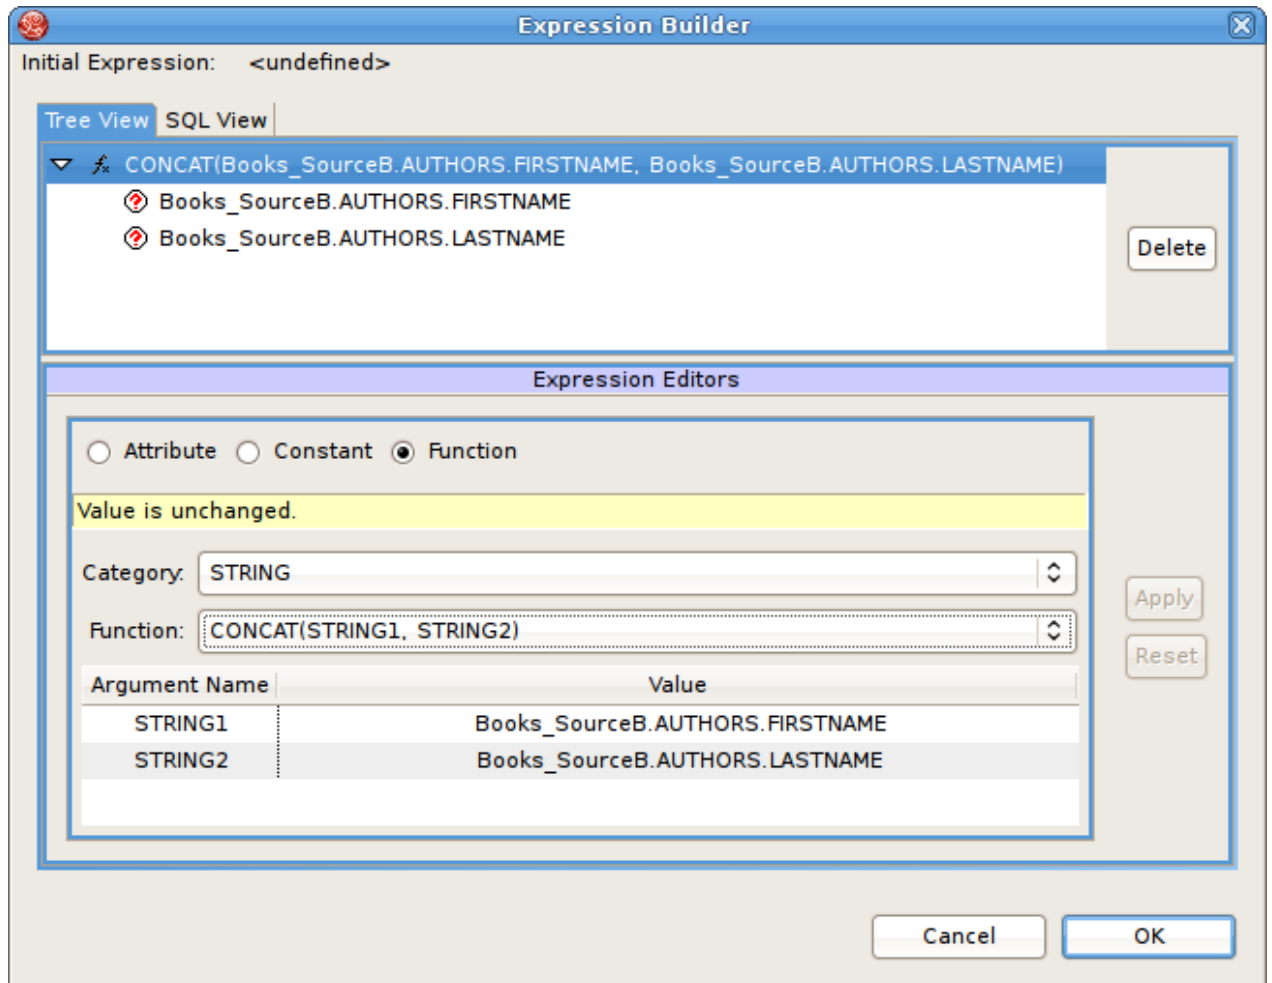 Expression Builder
Initial Expression: <undefined>
Tree View SQL View
CONCAT(Books_SourceB.AUTHORS.FIRSTNAME, Books_SourceB.AUTHORS.LASTNAME)
Books_SourceB.AUTHORS.FIRSTNAME
Books_SourceB.AUTHORS.LASTNAME
Delete
Expression Editors
Attribute Constant Function
Value is unchanged.
Category: STRING
Function: CONCAT(STRING1, STRING2)
Apply
Reset
Argument Name Value
STRING1 Books_SourceB.AUTHORS.FIRSTNAME
STRING2 Books_SourceB.AUTHORS.LASTNAME
Cancel OK